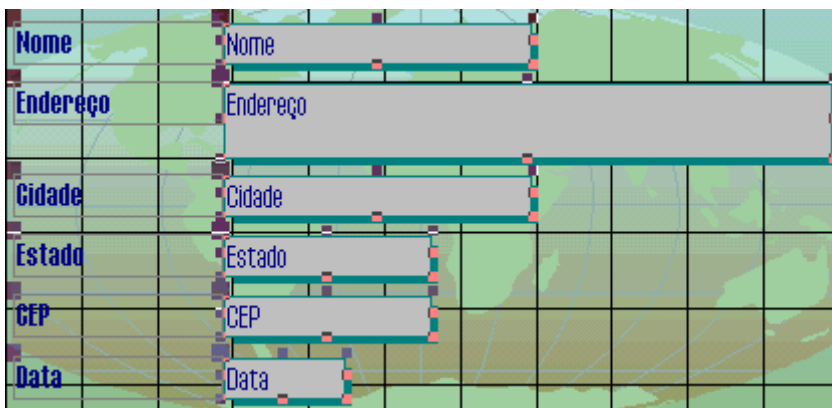 Nome Nome
Endereço Endereço
Cidade Cidade
Estado Estado
CEP CEP
Data Data